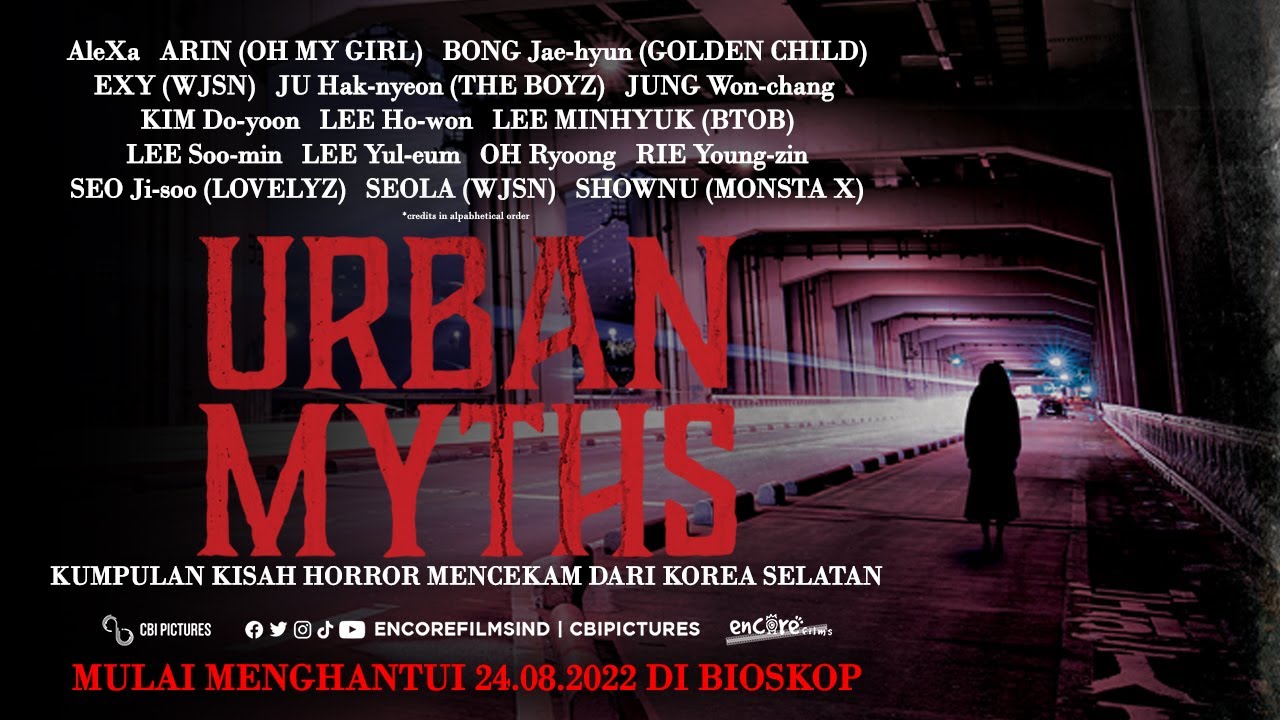 AleXa ARIN (OH MY GIRL) BONG Jae-hyun (GOLDEN CHILD)
EXY (WJSN) JU Hak-nyeon (THE BOYZ) JUNG Won-chang
KIM Do-yoon LEE Ho-won LEE MINHYUK (BTOB)
LEE Soo-min LEE Yul-eum OH Ryoong RIE Young-zin
SEO Ji-soo (LOVELYZ) SEOLA (WJSN) SHOWNU (MONSTA X)
*credits in alpabhetical order
URBAN
MYTHS
KUMPULAN KISAH HORROR MENCEKAM DARI KOREA SELATAN
CBI PICTURES ENCOREFILMSIND | CBIPICTURES encore films
MULAI MENGHANTUI 24.08.2022 DI BIOSKOP